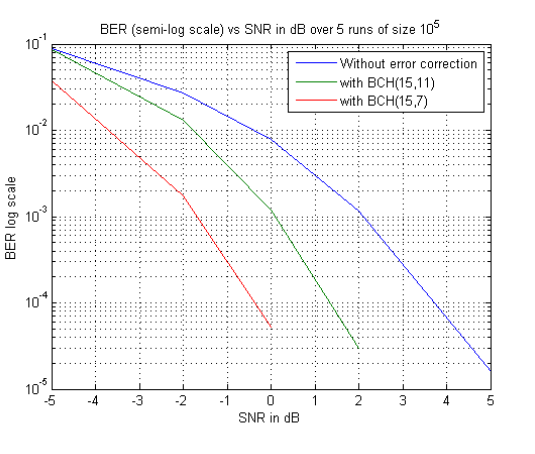 BER (semi-log scale) vs SNR in dB over 5 runs of size 10^5
Without error correction
with BCH(15,11)
with BCH(15,7)
BER log scale
10^-1
10^-2
10^-3
10^-4
10^-5
-5 -4 -3 -2 -1 0 1 2 3 4 5
SNR in dB